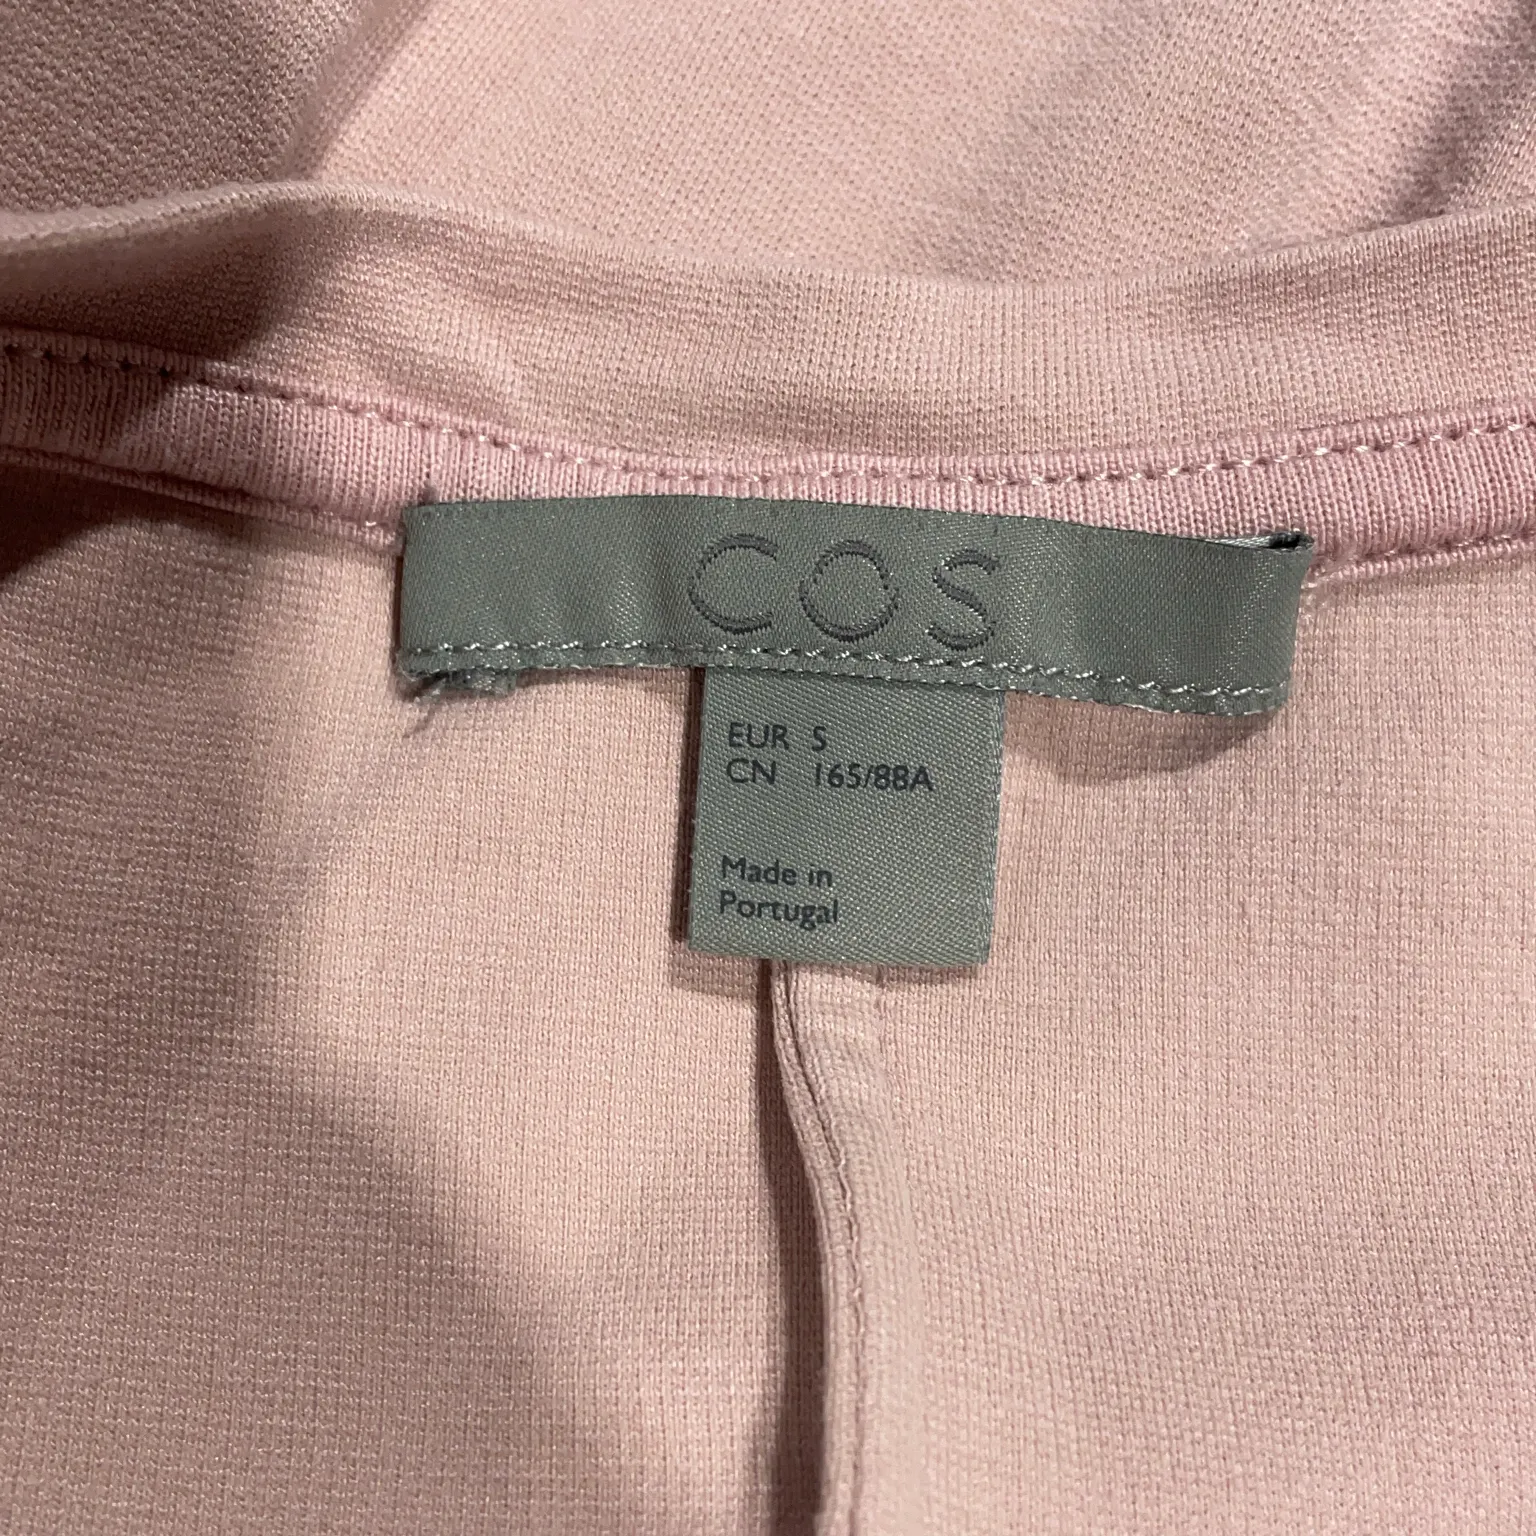 COS
EUR S
CN 165/88A
Made in
Portugal